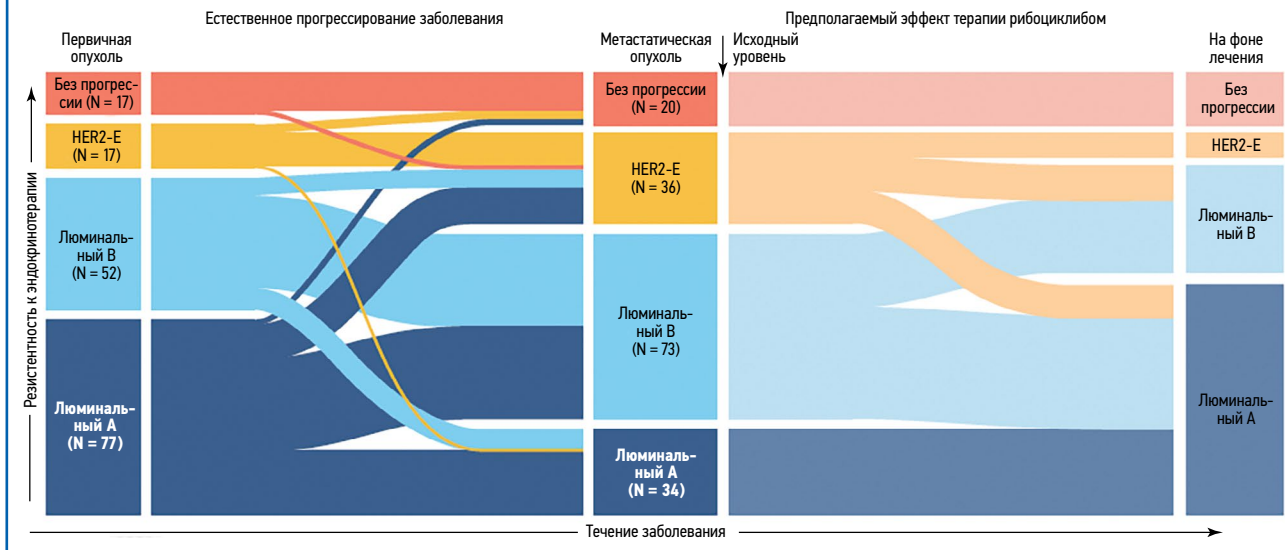 Естественное прогрессирование заболевания
Предполагаемый эффект терапии рибоциклибом
Первичная
опухоль
Метастатическая
опухоль
Исходный
уровень
На фоне
лечения
Резистентность к эндокринотерапии
Без прогрес-
сии (N = 17)
HER2-E
(N = 17)
Люминаль-
ный B
(N = 52)
Люминаль-
ный A
(N = 77)
Без прогрессии
(N = 20)
HER2-E
(N = 36)
Люминаль-
ный B
(N = 73)
Люминаль-
ный A
(N = 34)
Без
прогрессии
HER2-E
Люминаль-
ный B
Люминаль-
ный A
Течение заболевания